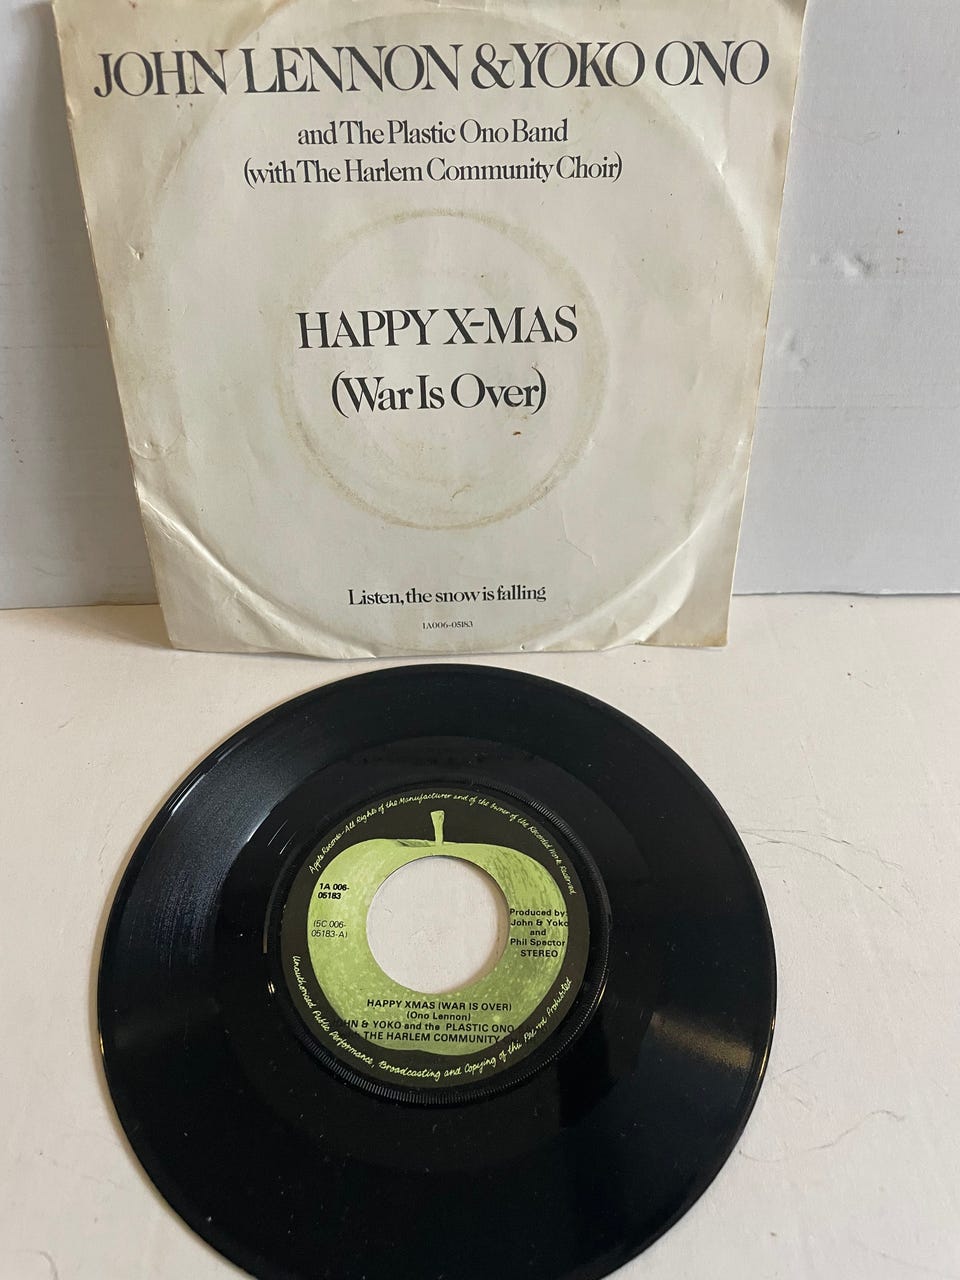 JOHN LENNON & YOKO ONO
and The Plastic Ono Band
(with The Harlem Community Choir)
HAPPY X-MAS
(War Is Over)
Listen, the snow is falling
1A006-05183
Apple Records - All Rights of the Manufacturer and of the Owner of the Recorded Work Reserved
1A 006-
05183
(5C 006-
05183-A)
Produced by:
John & Yoko
and
Phil Spector
STEREO
HAPPY XMAS (WAR IS OVER)
(Ono Lennon)
HN & YOKO and the PLASTIC ONO
THE HARLEM COMMUNITY
Unauthorised Public Performance, Broadcasting and Copying of this Record Prohibited